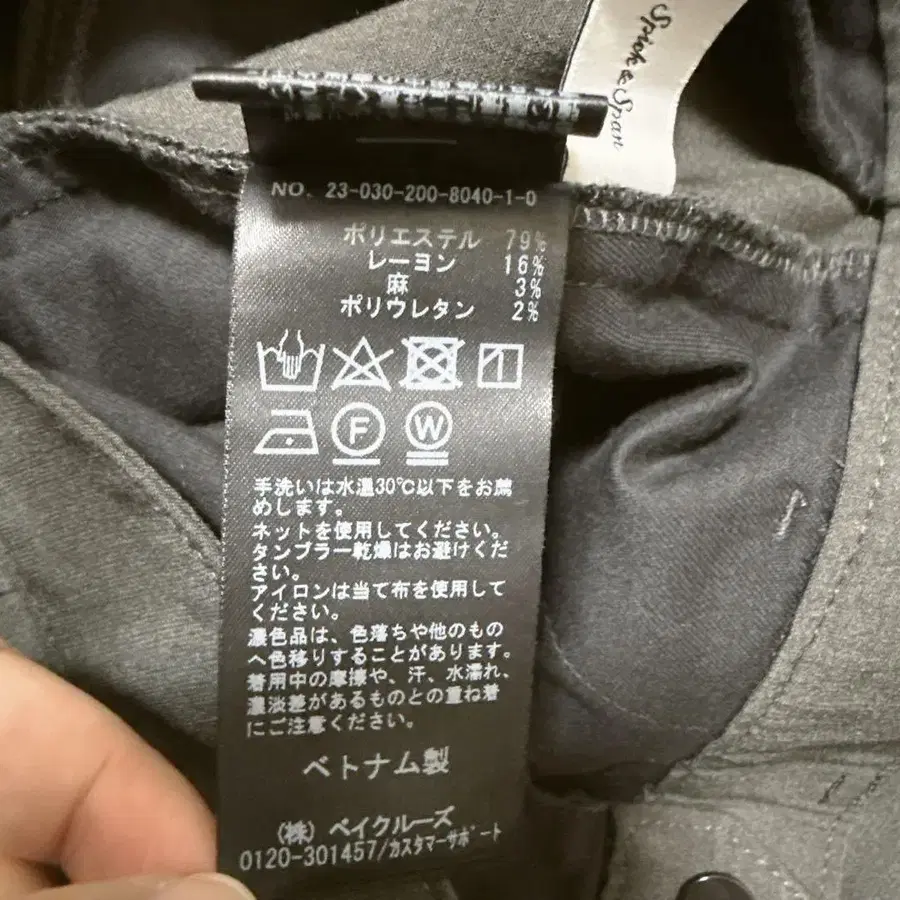 Spick & Span
NO. 23-030-200-8040-1-0
ポリエステル 79%
レーヨン 16%
麻 3%
ポリウレタン 2%
F
W
手洗いは水温30℃以下をお薦
めします。
ネットを使用してください。
タンブラー乾燥はお避けくだ
さい。
アイロンは当て布を使用して
ください。
濃色品は、色落ちや他のもの
へ色移りすることがあります。
着用中の摩擦や、汗、水濡れ、
濃淡差があるものとの重ね着
にご注意ください。
ベトナム製
(株) ベイクルーズ
0120-301457/カスタマーサポート